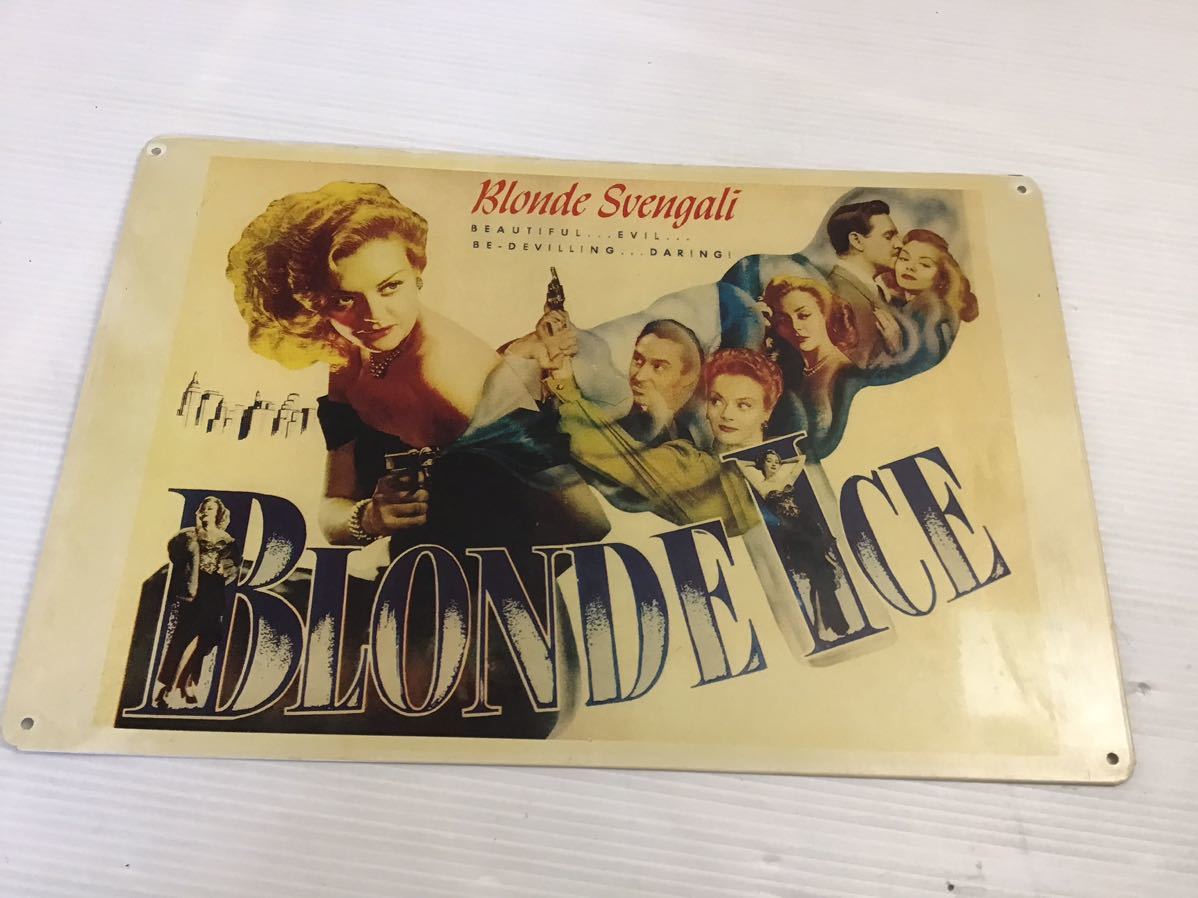 Blonde Svengali
BEAUTIFUL...EVIL...
BE-DEVILLING...DARING!
BLONDE ICE